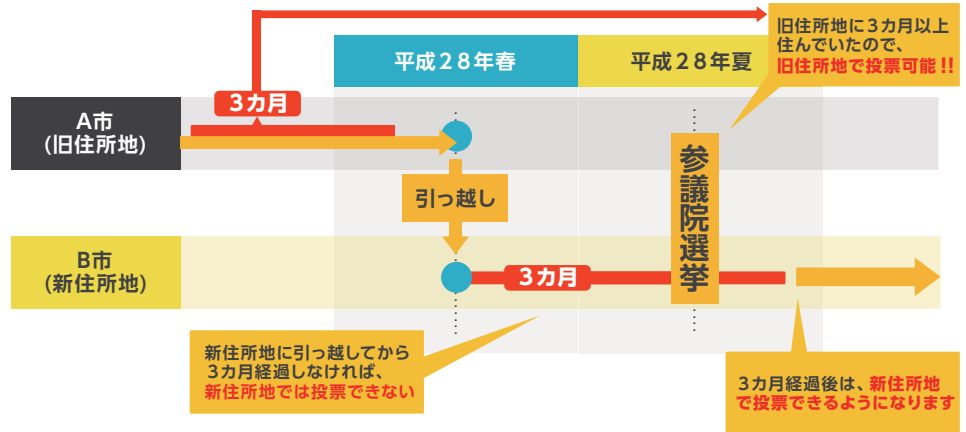 旧住所地に３カ月以上
住んでいたので、
旧住所地で投票可能!!
平成２８年春
平成２８年夏
３カ月
A市
(旧住所地)
引っ越し
参議院選挙
B市
(新住所地)
３カ月
新住所地に引っ越してから
３カ月経過しなければ、
新住所地では投票できない
３カ月経過後は、新住所地
で投票できるようになります